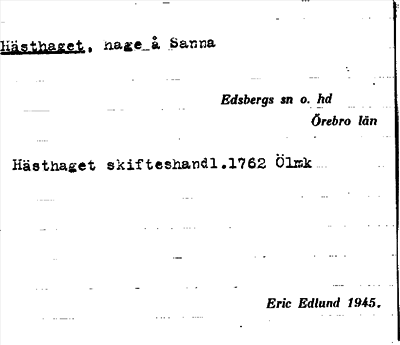 Hästhaget, hage å Sanna
Edsbergs sn o. hd
Örebro län
Hästhaget skifteshandl.1762 Ölmk
Eric Edlund 1945.